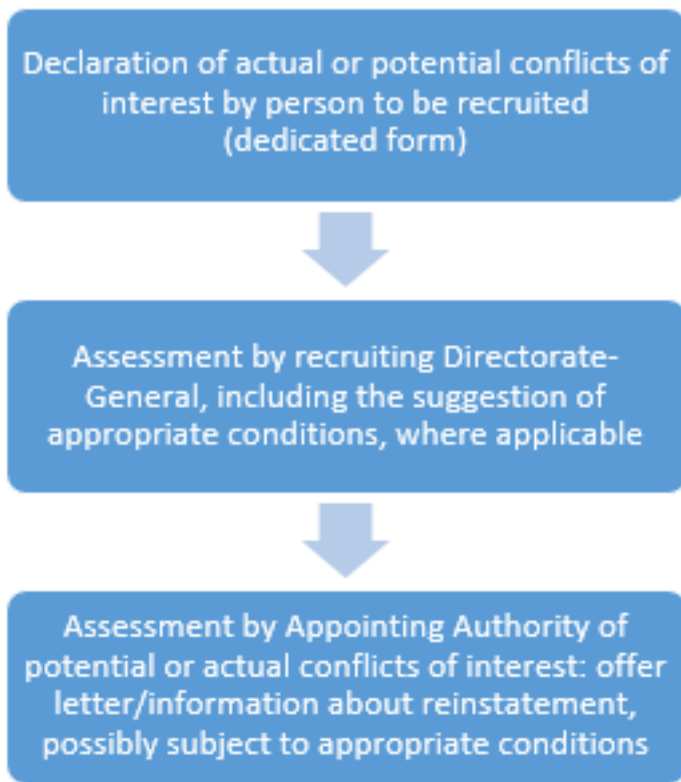 Declaration of actual or potential conflicts of
interest by person to be recruited
(dedicated form)
Assessment by recruiting Directorate-
General, including the suggestion of
appropriate conditions, where applicable
Assessment by Appointing Authority of
potential or actual conflicts of interest: offer
letter/information about reinstatement,
possibly subject to appropriate conditions